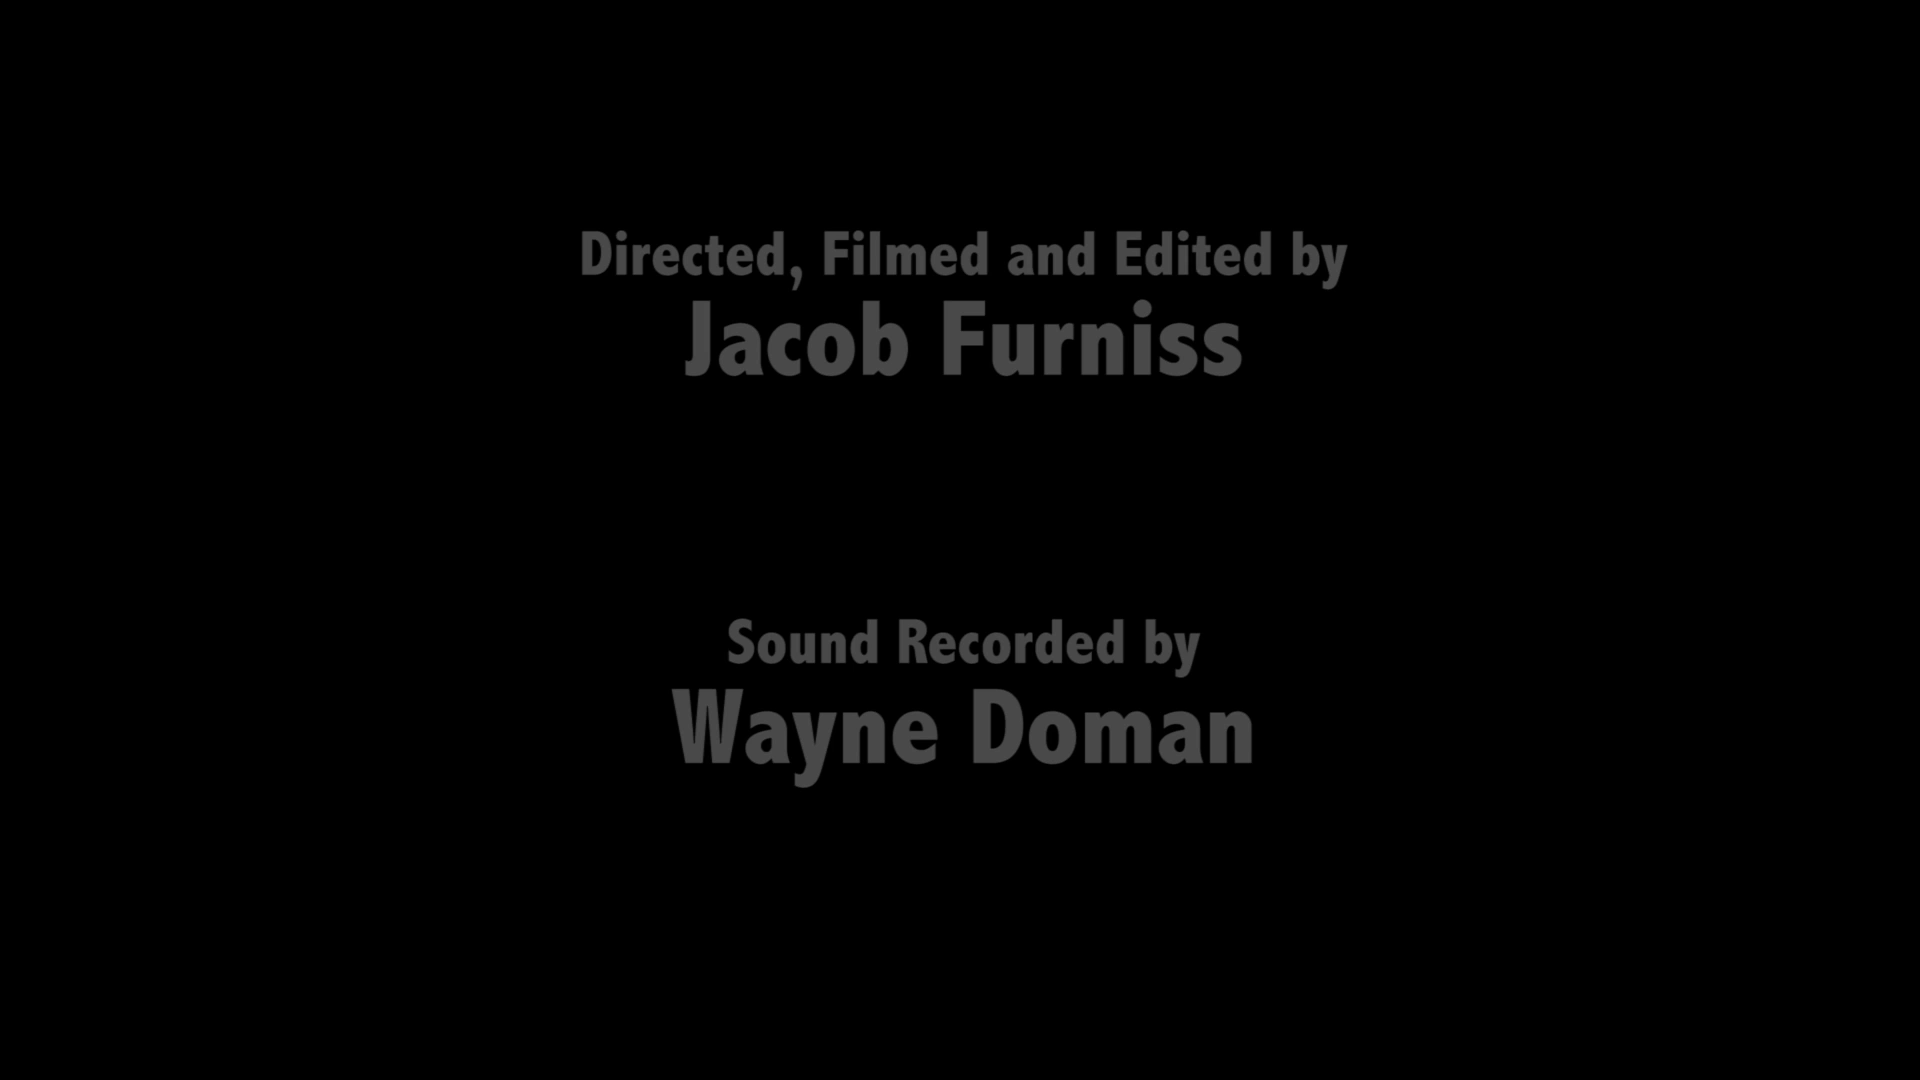 Directed, Filmed and Edited by
Jacob Furniss
Sound Recorded by
Wayne Doman